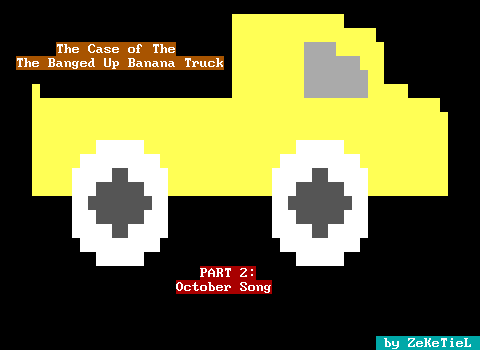 The Case of The
The Banged Up Banana Truck
PART 2:
October Song
by ZeKeTieL